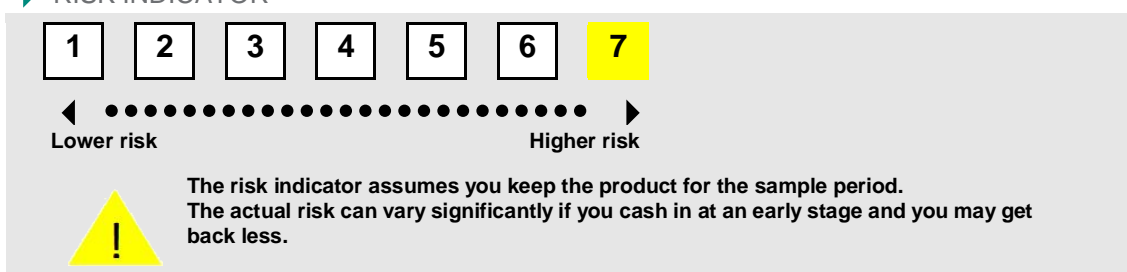 RISK INDICATOR
1 2 3 4 5 6 7
Lower risk Higher risk
The risk indicator assumes you keep the product for the sample period.
The actual risk can vary significantly if you cash in at an early stage and you may get
back less.
!